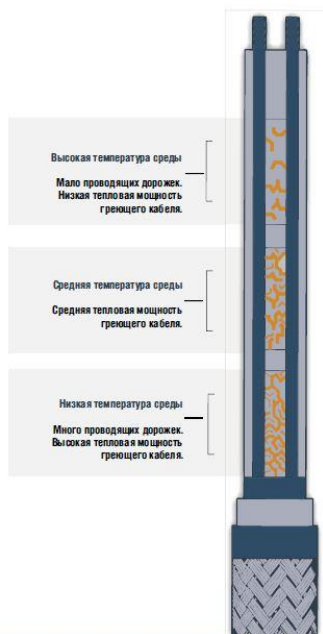 Высокая температура среды
Мало проводящих дорожек.
Низкая тепловая мощность
греющего кабеля.
Средняя температура среды
Средняя тепловая мощность
греющего кабеля.
Низкая температура среды
Много проводящих дорожек.
Высокая тепловая мощность
греющего кабеля.